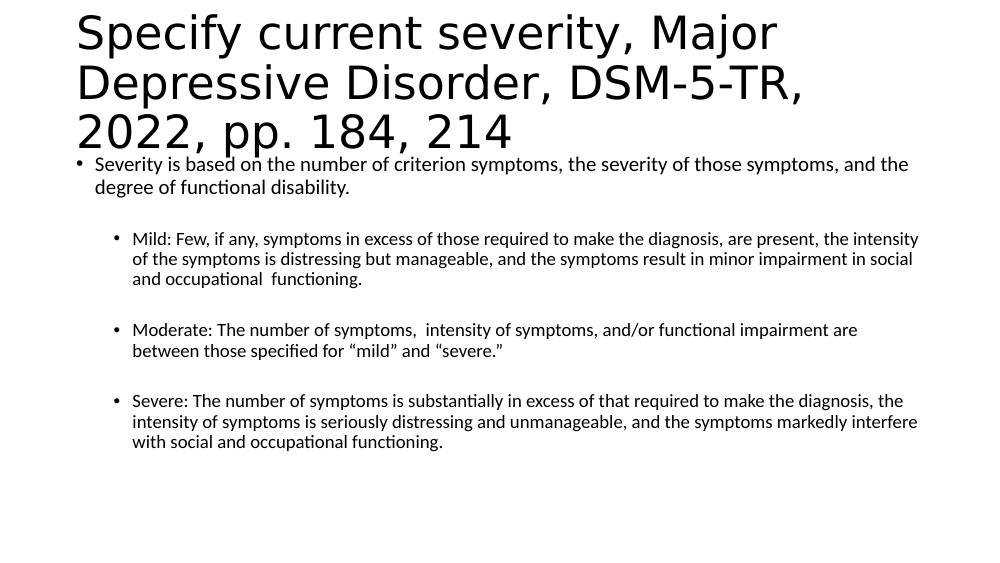 Specify current severity, Major
Depressive Disorder, DSM-5-TR,
2022, pp. 184, 214
• Severity is based on the number of criterion symptoms, the severity of those symptoms, and the
degree of functional disability.
• Mild: Few, if any, symptoms in excess of those required to make the diagnosis, are present, the intensity
of the symptoms is distressing but manageable, and the symptoms result in minor impairment in social
and occupational  functioning.
• Moderate: The number of symptoms,  intensity of symptoms, and/or functional impairment are
between those specified for “mild” and “severe.”
• Severe: The number of symptoms is substantially in excess of that required to make the diagnosis, the
intensity of symptoms is seriously distressing and unmanageable, and the symptoms markedly interfere
with social and occupational functioning.